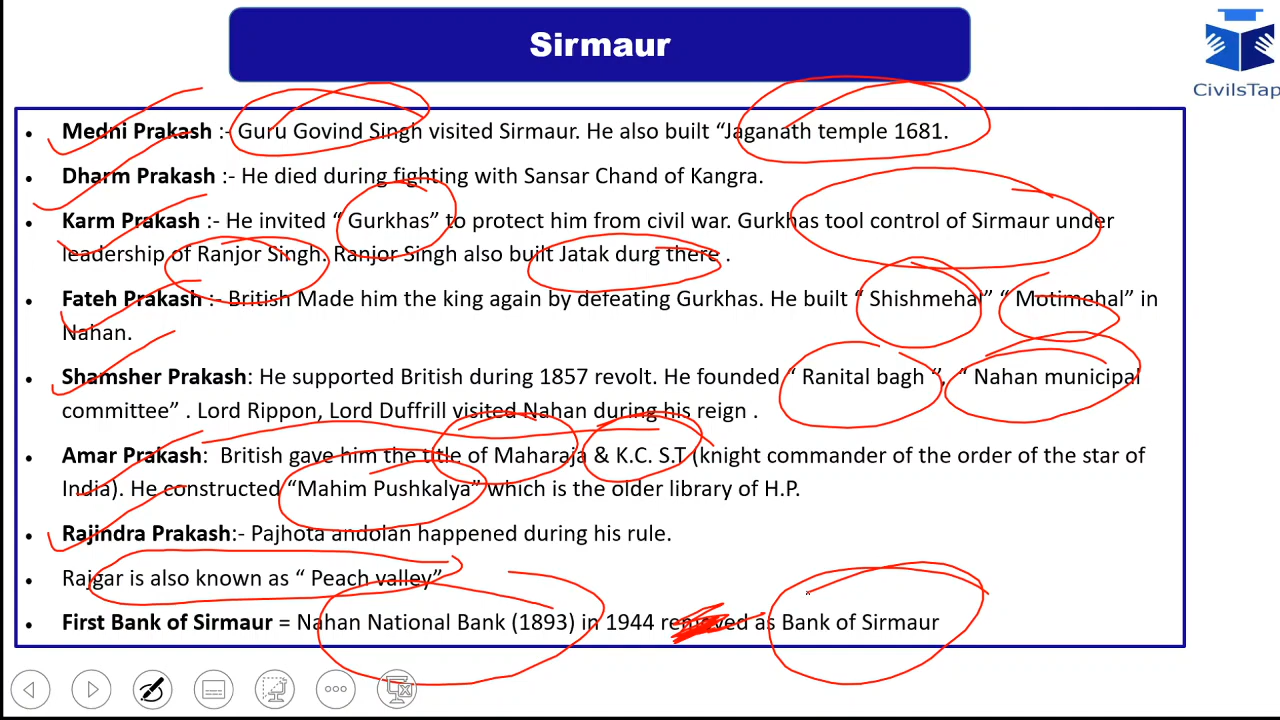 Sirmaur
CivilsTap
• Medni Prakash :- Guru Govind Singh visited Sirmaur. He also built “Jaganath temple 1681.
• Dharm Prakash :- He died during fighting with Sansar Chand of Kangra.
• Karm Prakash :- He invited “ Gurkhas” to protect him from civil war. Gurkhas tool control of Sirmaur under
leadership of Ranjor Singh. Ranjor Singh also built Jatak durg there .
• Fateh Prakash :- British Made him the king again by defeating Gurkhas. He built “ Shishmehal” “ Motimehal” in
Nahan.
• Shamsher Prakash: He supported British during 1857 revolt. He founded “ Ranital bagh ”, “ Nahan municipal
committee” . Lord Rippon, Lord Duffrill visited Nahan during his reign .
• Amar Prakash: British gave him the title of Maharaja & K.C. S.T (knight commander of the order of the star of
India). He constructed “Mahim Pushkalya” which is the older library of H.P.
• Rajindra Prakash:- Pajhota andolan happened during his rule.
• Rajgar is also known as “ Peach valley”
• First Bank of Sirmaur = Nahan National Bank (1893) in 1944 as Bank of Sirmaur